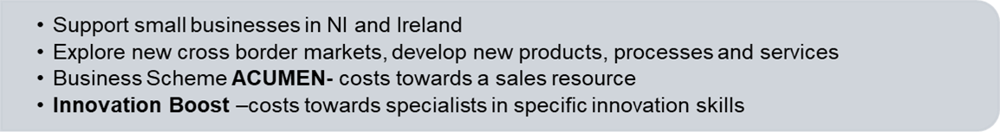 • Support small businesses in NI and Ireland
• Explore new cross border markets, develop new products, processes and services
• Business Scheme ACUMEN- costs towards a sales resource
• Innovation Boost –costs towards specialists in specific innovation skills